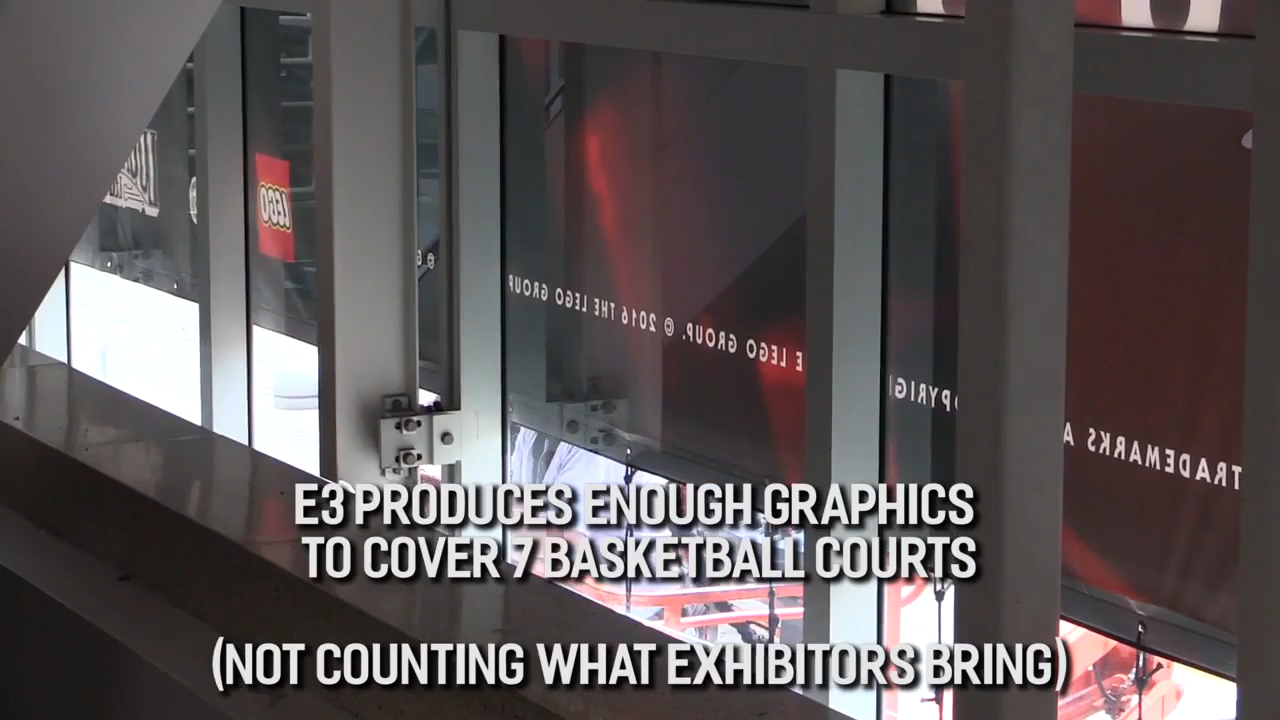 LEGO
© 2016 THE LEGO GROUP
E LEGO GROUP.
OPYRIG
TRADEMARKS A
E3 PRODUCES ENOUGH GRAPHICS
TO COVER 7 BASKETBALL COURTS
(NOT COUNTING WHAT EXHIBITORS BRING)